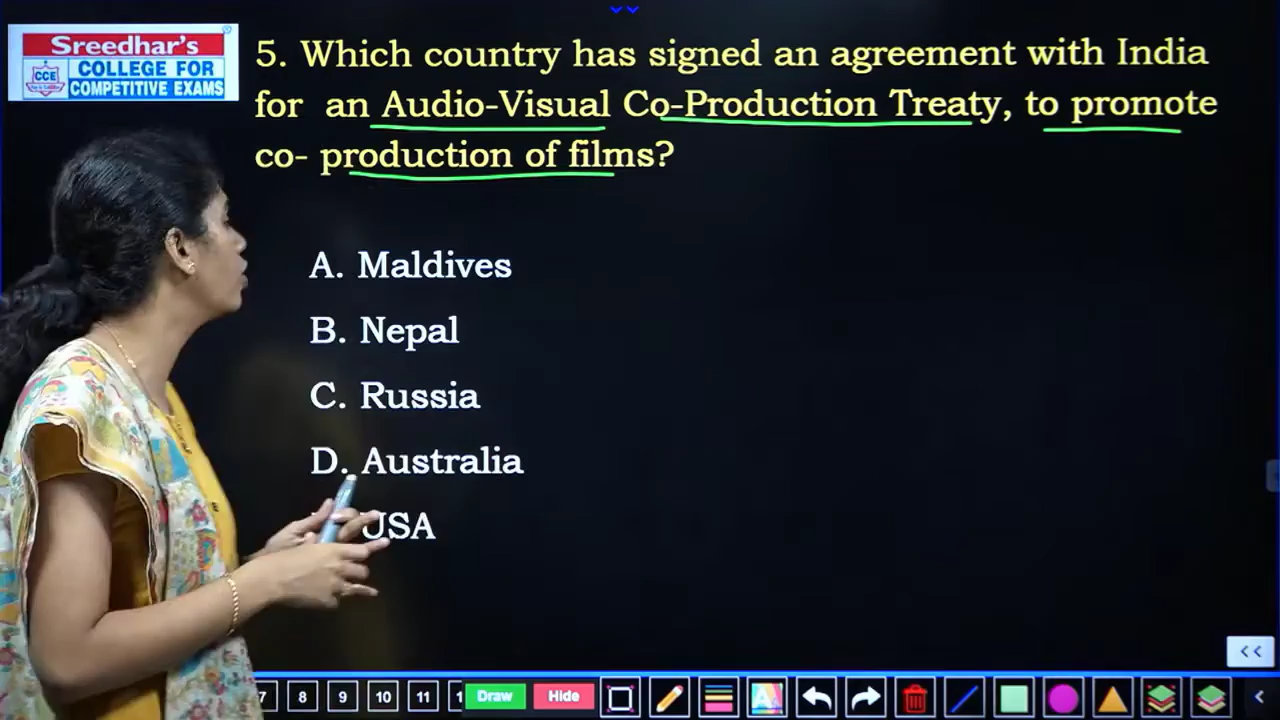 Sreedhar's
CCE
COLLEGE FOR
COMPETITIVE EXAMS
5. Which country has signed an agreement with India
for an Audio-Visual Co-Production Treaty, to promote
co- production of films?
A. Maldives
B. Nepal
C. Russia
D. Australia
USA
7 8 9 10 11 1 Draw Hide